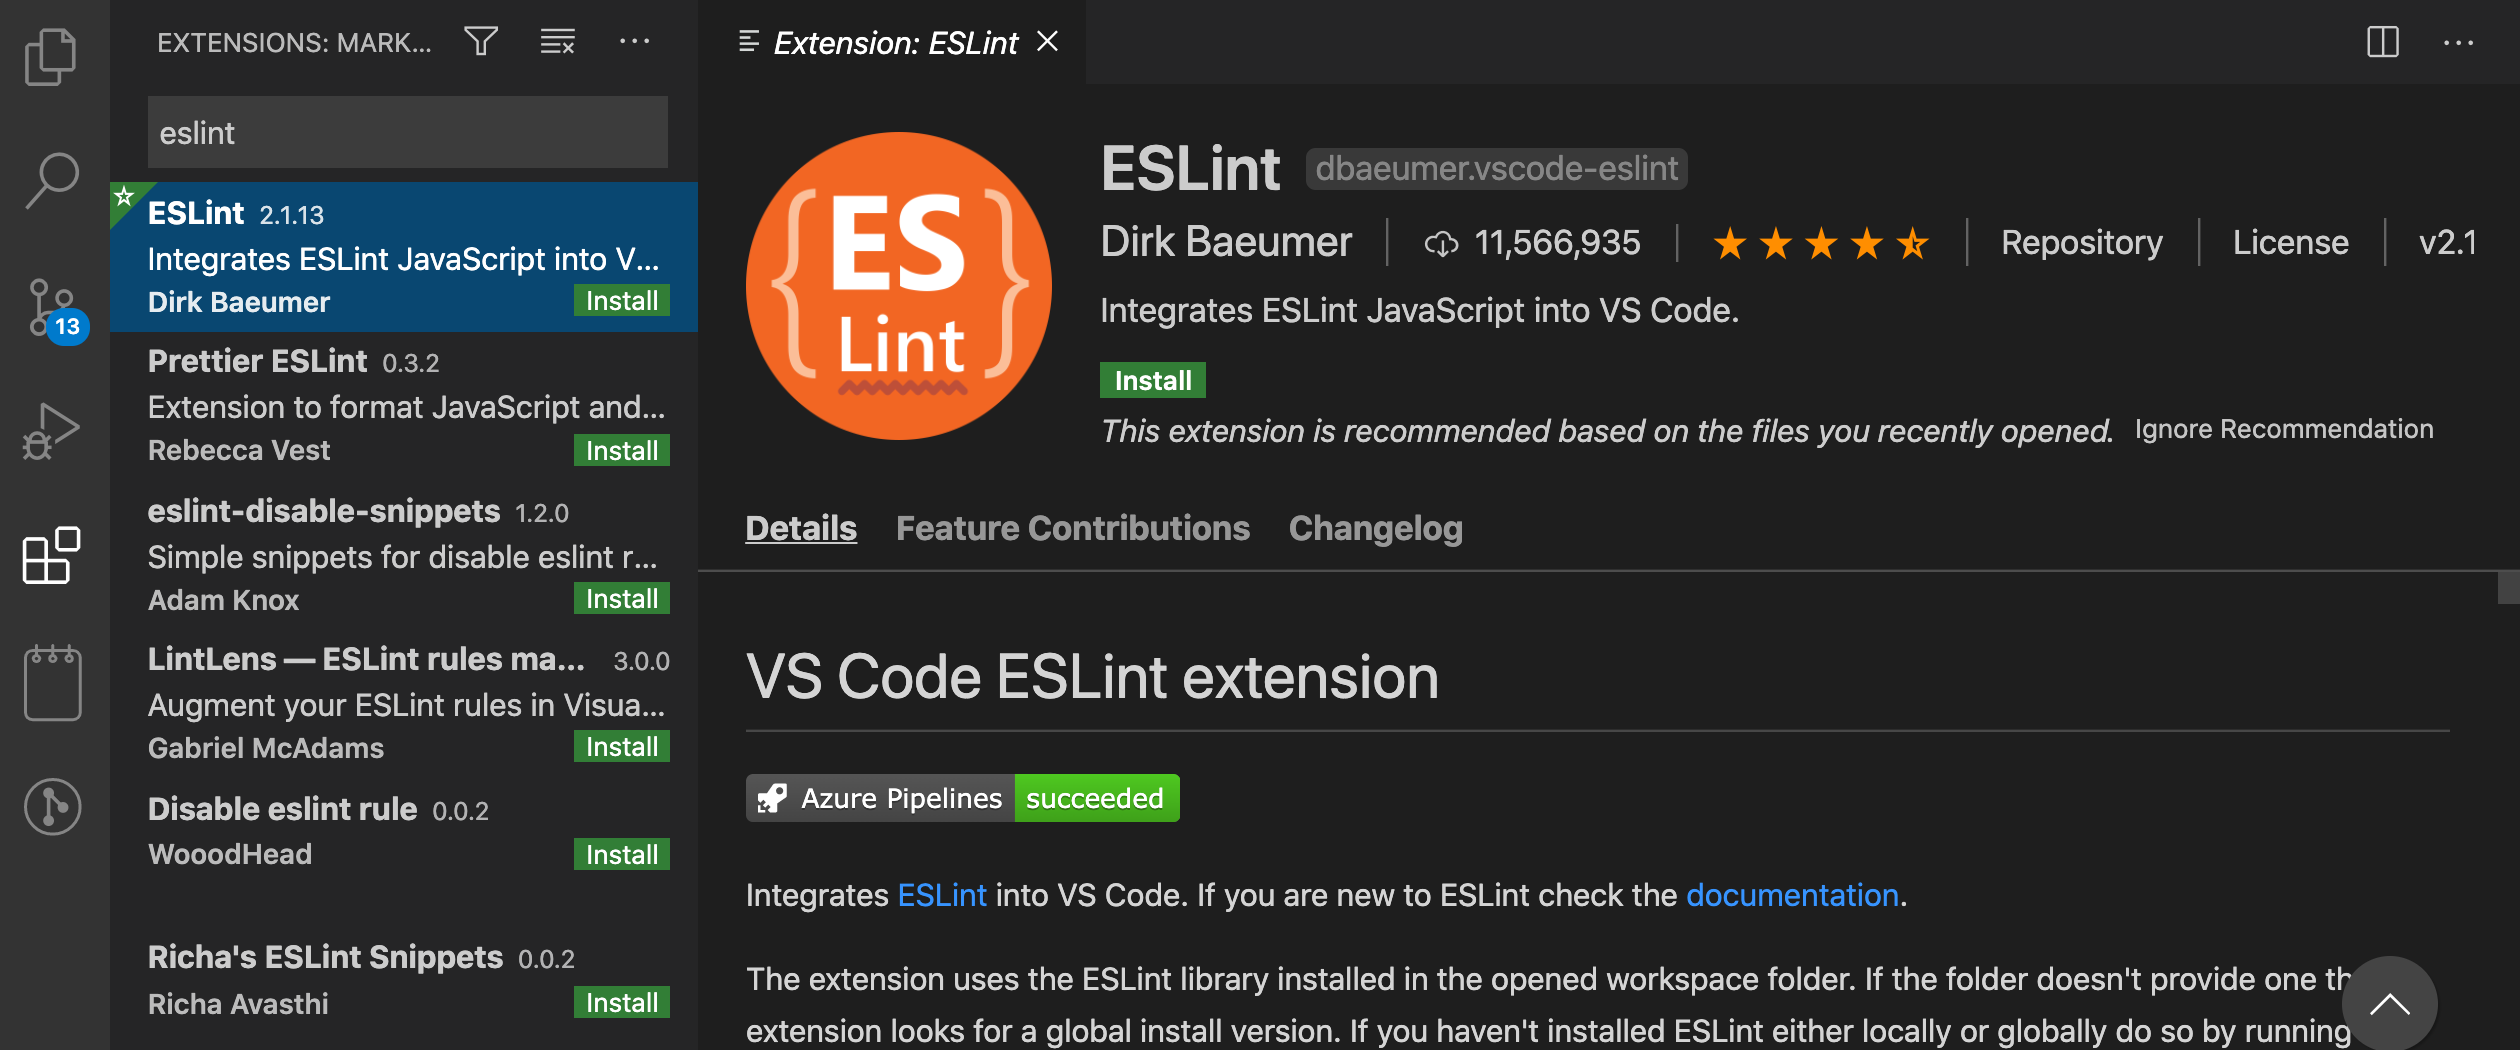 EXTENSIONS: MARK...
eslint
ESLint 2.1.13
Integrates ESLint JavaScript into V...
Dirk Baeumer Install
Prettier ESLint 0.3.2
Extension to format JavaScript and...
Rebecca Vest Install
eslint-disable-snippets 1.2.0
Simple snippets for disable eslint r...
Adam Knox Install
LintLens — ESLint rules ma... 3.0.0
Augment your ESLint rules in Visua...
Gabriel McAdams Install
Disable eslint rule 0.0.2
WooodHead Install
Richa's ESLint Snippets 0.0.2
Richa Avasthi Install
13
Extension: ESLint
{ES
Lint}
ESLint dbaeumer.vscode-eslint
Dirk Baeumer 11,566,935 Repository License v2.1
Integrates ESLint JavaScript into VS Code.
Install
This extension is recommended based on the files you recently opened. Ignore Recommendation
Details Feature Contributions Changelog
VS Code ESLint extension
Azure Pipelines succeeded
Integrates ESLint into VS Code. If you are new to ESLint check the documentation.
The extension uses the ESLint library installed in the opened workspace folder. If the folder doesn't provide one
extension looks for a global install version. If you haven't installed ESLint either locally or globally do so by running